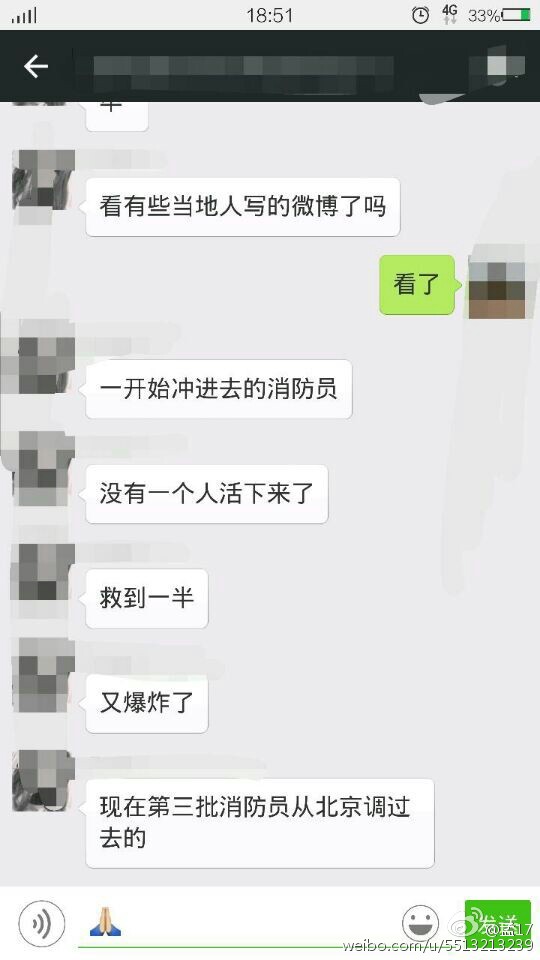 18:51
4G
33%
看有些当地人写的微博了吗
看了
一开始冲进去的消防员
没有一个人活下来了
救到一半
又爆炸了
现在第三批消防员从北京调过
去的
发送
weibo.com/u/5513213239